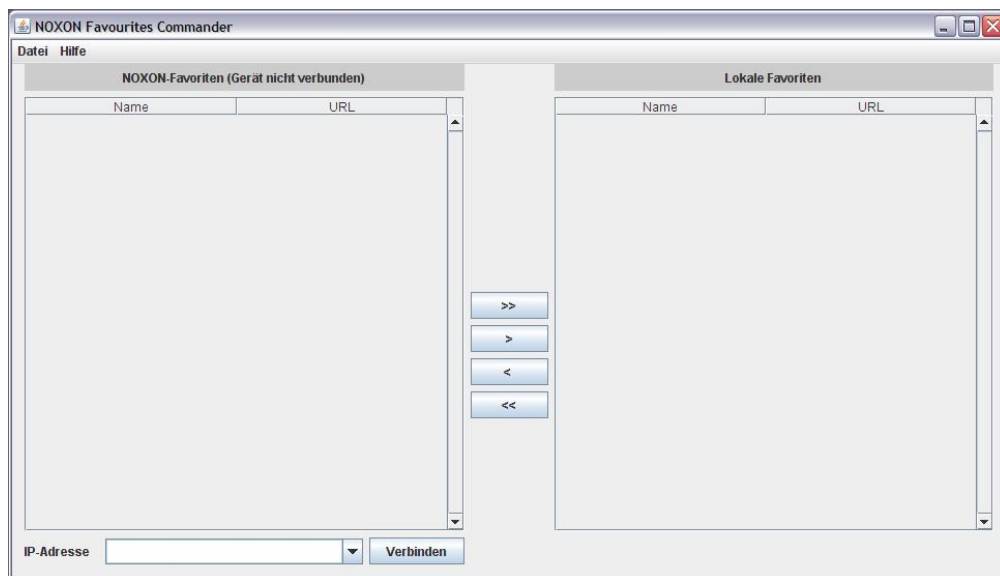 NOXON Favourites Commander
Datei Hilfe
NOXON-Favoriten (Gerät nicht verbunden)
Lokale Favoriten
Name URL
Name URL
>>
>
<
<<
IP-Adresse
Verbinden